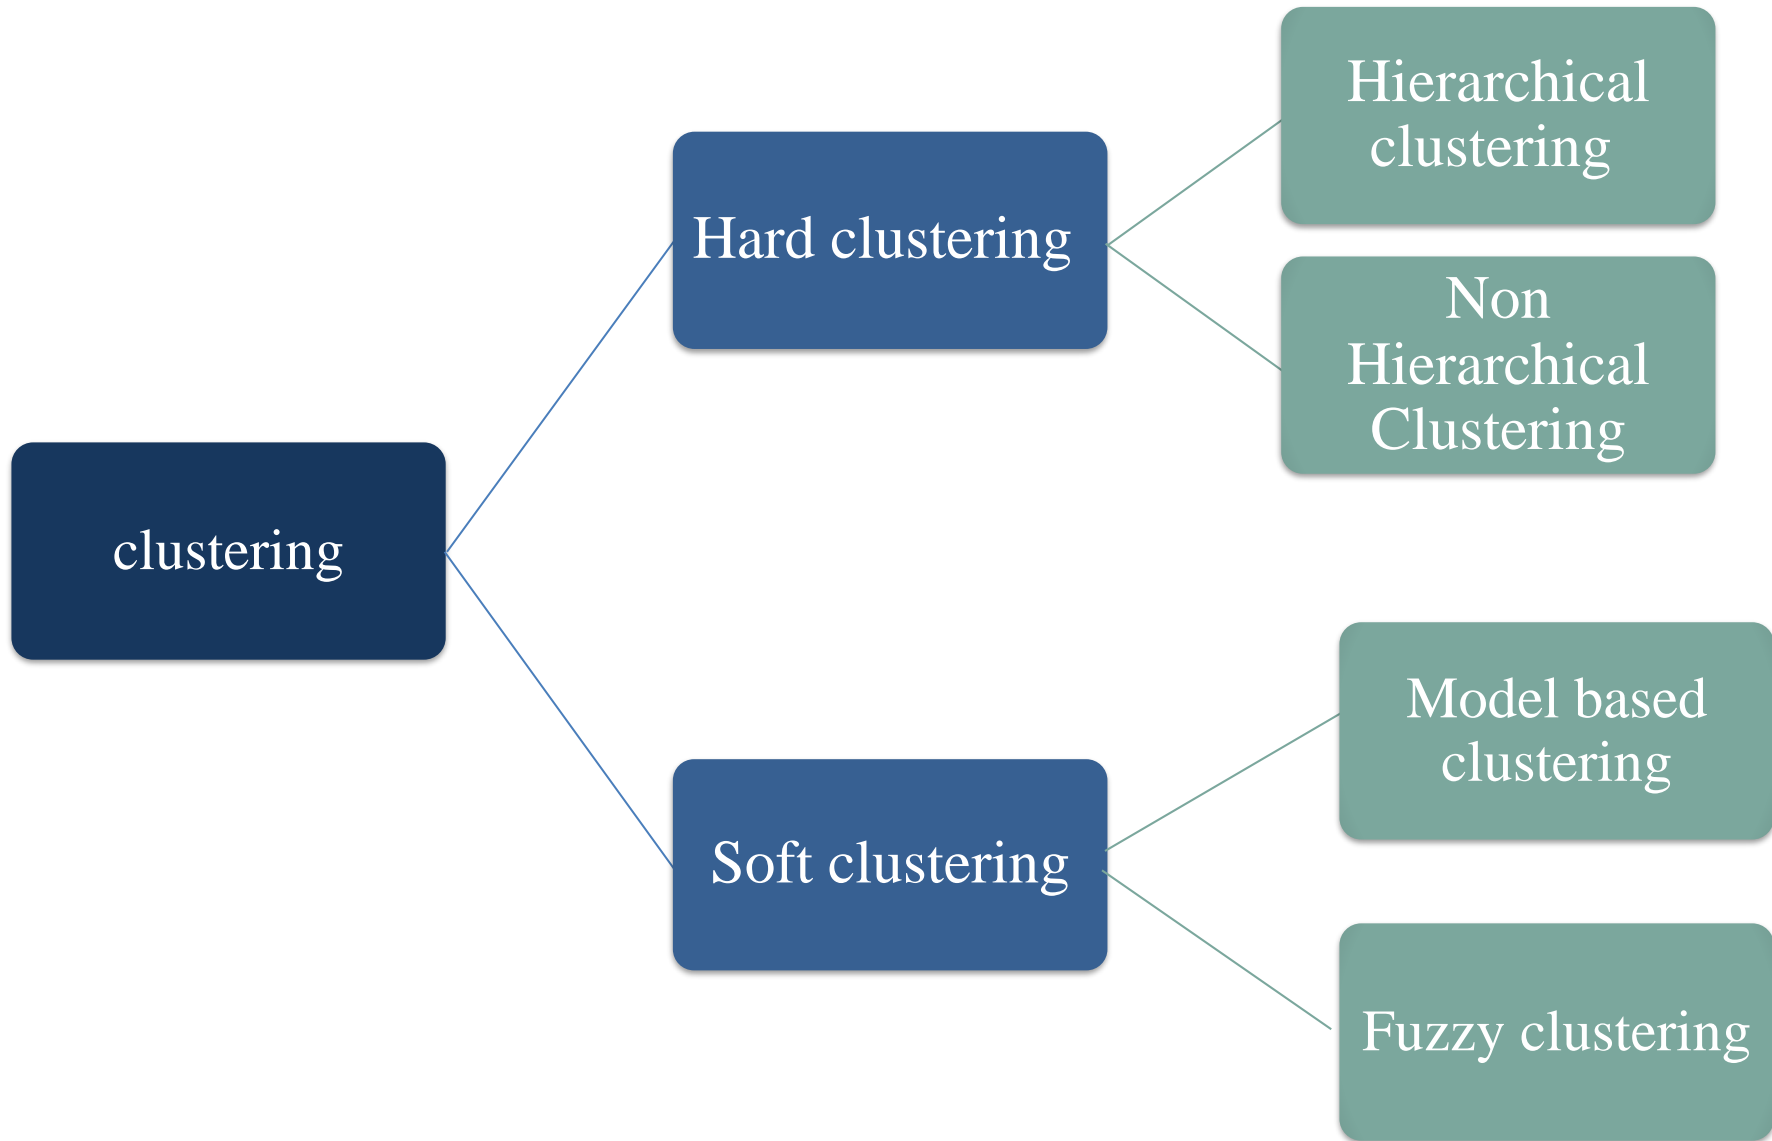 clustering
Hard clustering
Hierarchical
clustering
Non
Hierarchical
Clustering
Soft clustering
Model based
clustering
Fuzzy clustering